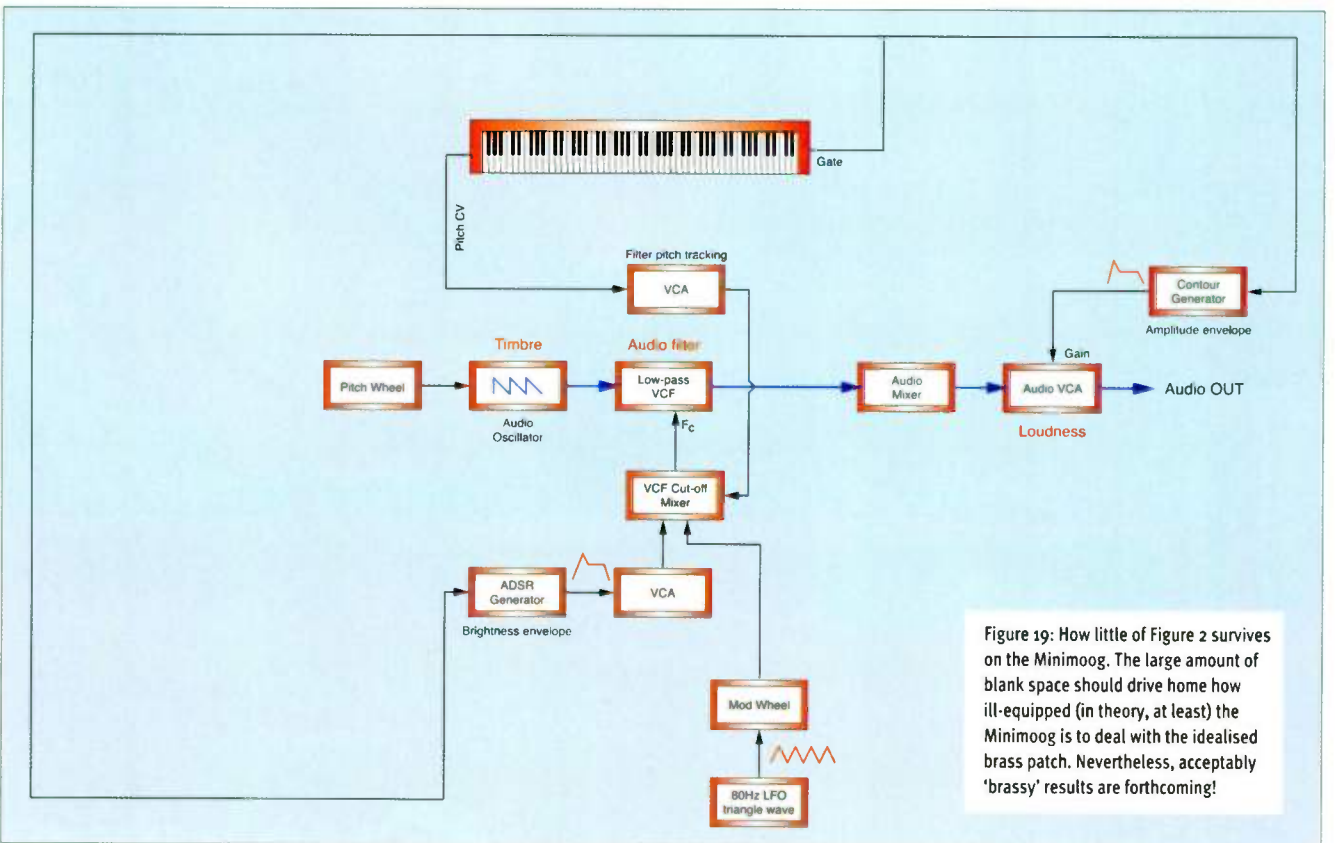 Gate
Pitch CV
Filter pitch tracking
VCA
Contour
Generator
Amplitude envelope
Timbre
Audio filter
Gain
Pitch Wheel
Low-pass
VCF
Audio
Mixer
Audio VCA
Audio OUT
Audio
Oscillator
Fc
Loudness
VCF Cut-off
Mixer
ADSR
Generator
VCA
Brightness envelope
Mod Wheel
80Hz LFO
triangle wave
Figure 19: How little of Figure 2 survives
on the Minimoog. The large amount of
blank space should drive home how
ill-equipped (in theory, at least) the
Minimoog is to deal with the idealised
brass patch. Nevertheless, acceptably
‘brassy’ results are forthcoming!